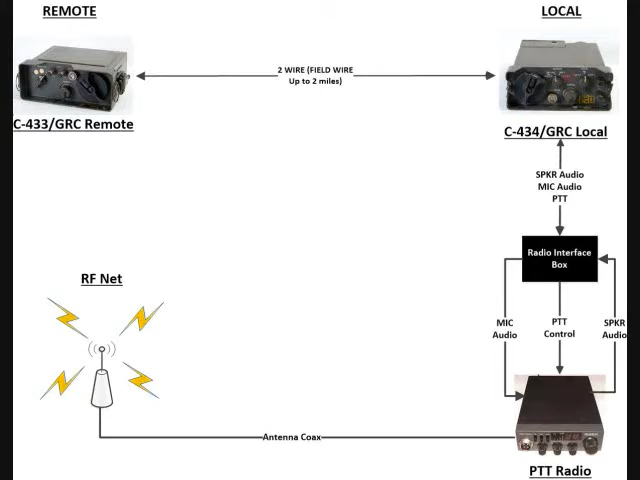 REMOTE
LOCAL
2 WIRE (FIELD WIRE
Up to 2 miles)
C-433/GRC Remote
C-434/GRC Local
SPKR Audio
MIC Audio
PTT
Radio Interface
Box
RF Net
MIC
Audio
PTT
Control
SPKR
Audio
Antenna Coax
PTT Radio